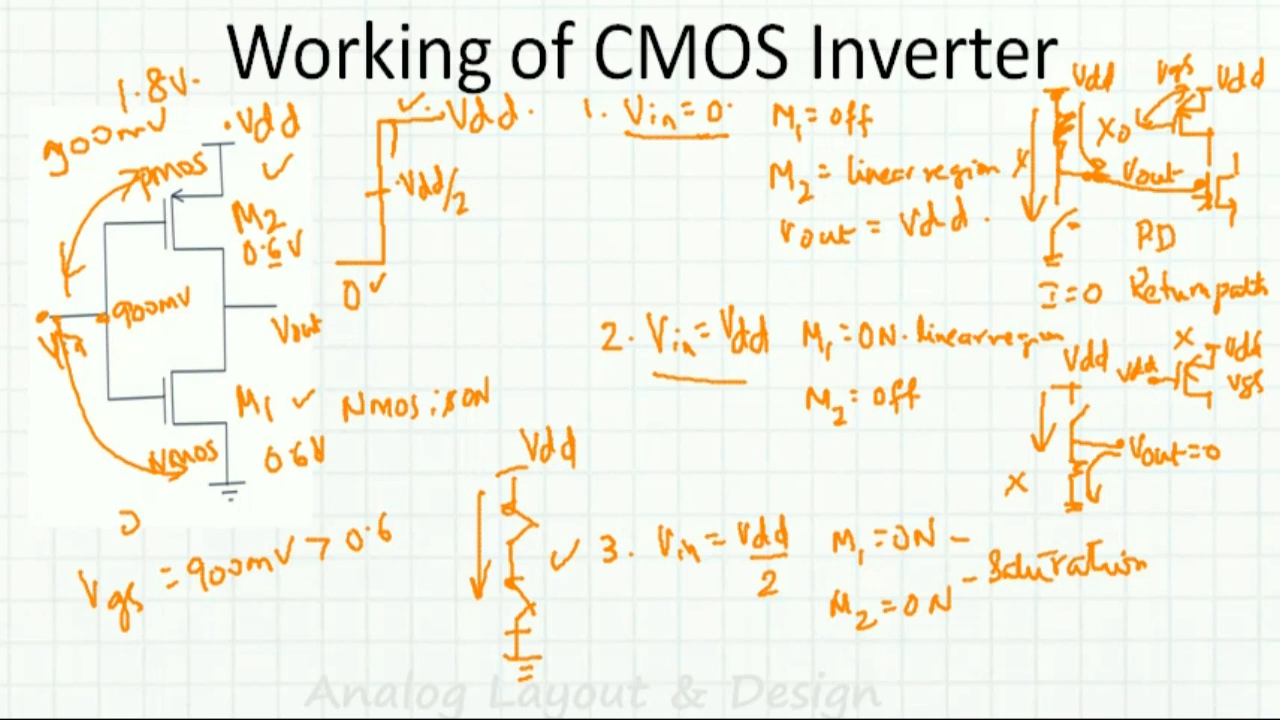 Working of CMOS Inverter
1.8V.
900mV
Vdd
PMOS
M2
0.6V
900mV
Vin
Vout
M1
NMOS
0.6V
0
Vgs = 900mV > 0.6
Vdd.
Vdd/2
0
NMOS is ON
Vdd
1. Vin = 0
M1 = off
M2 = linear region
Vout = Vdd.
Vdd
Vgs
Vdd
X0
X
Vout
PD
I = 0 Return path
2. Vin = Vdd
M1 = ON. linear region
M2 = off
Vdd
X
Vdd
Vdd
Vgs
Vout = 0
X
3. Vin = Vdd/2
M1 = ON -
M2 = ON
- Saturation
Analog Layout & Design